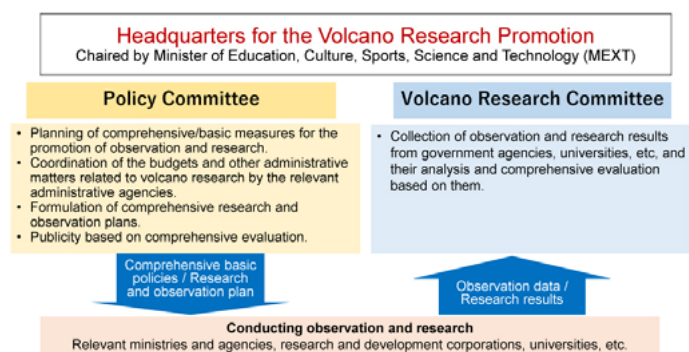 Headquarters for the Volcano Research Promotion
Chaired by Minister of Education, Culture, Sports, Science and Technology (MEXT)
Policy Committee
• Planning of comprehensive/basic measures for the
promotion of observation and research.
• Coordination of the budgets and other administrative
matters related to volcano research by the relevant
administrative agencies.
• Formulation of comprehensive research and
observation plans.
• Publicity based on comprehensive evaluation.
Volcano Research Committee
• Collection of observation and research results
from government agencies, universities, etc, and
their analysis and comprehensive evaluation
based on them.
Comprehensive basic
policies / Research
and observation plan
Observation data /
Research results
Conducting observation and research
Relevant ministries and agencies, research and development corporations, universities, etc.